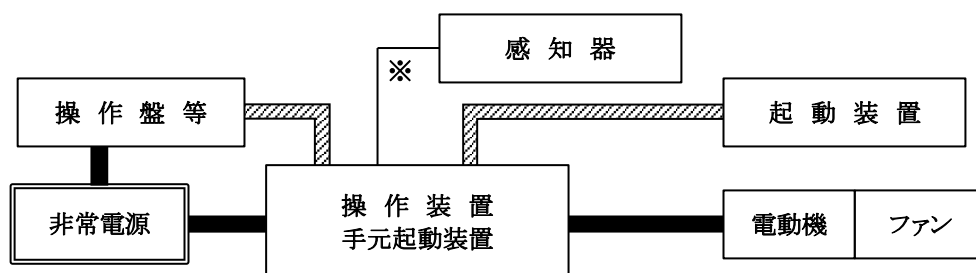 感知器
※
操作盤等
起動装置
非常電源
操作装置
手元起動装置
電動機
ファン